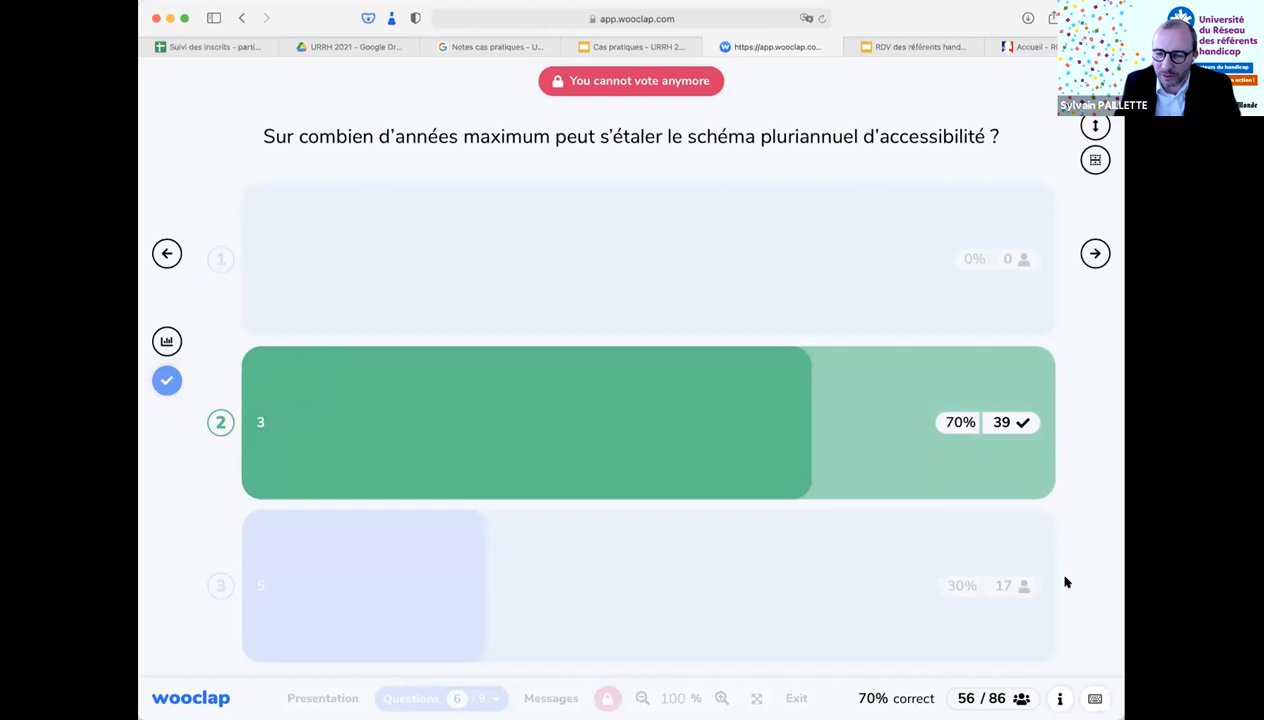 app.wooclap.com
Suivi des inscrits - parti...
URRH 2021 - Google Dr...
Notes cas pratiques - U...
Cas pratiques - URRH 2...
https://app.wooclap.co...
RDV des référents hand...
Accueil - R
Université
du Réseau
des référents
handicap
Sylvain PAILLETTE
You cannot vote anymore
Sur combien d'années maximum peut s'étaler le schéma pluriannuel d'accessibilité ?
1
0% 0
2 3 70% 39
3 5 30% 17
wooclap Presentation Questions 6 / 9 Messages 100 % Exit 70% correct 56 / 86